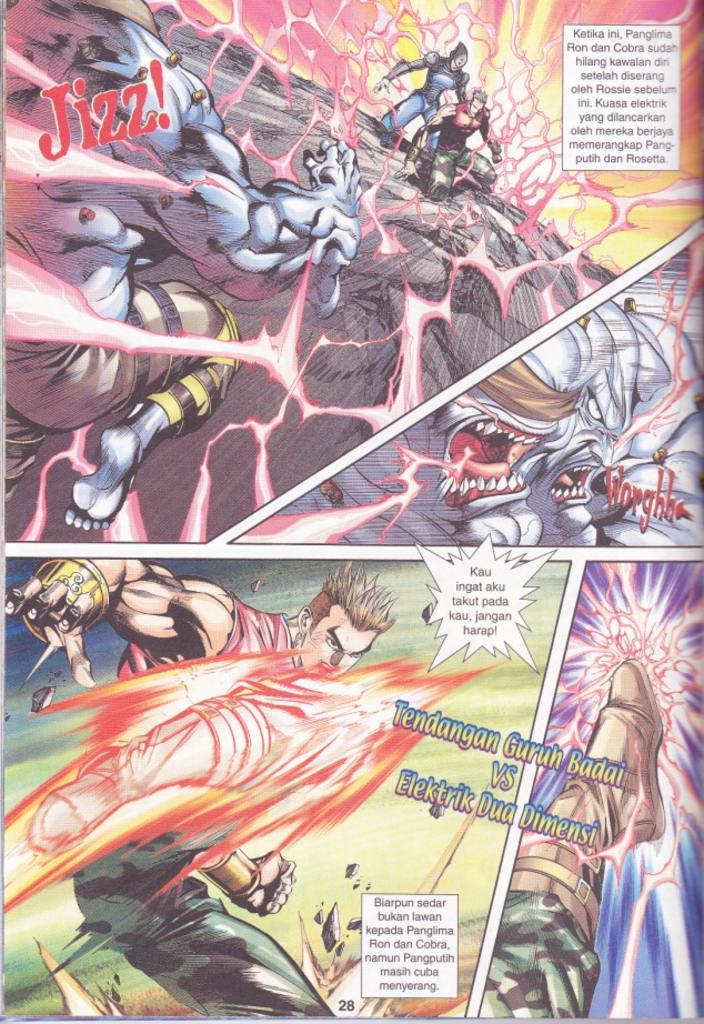 Jizz!
Ketika ini, Panglima
Ron dan Cobra sudah
hilang kawalan diri
setelah diserang
oleh Rossie sebelum
ini. Kuasa elektrik
yang dilancarkan
oleh mereka berjaya
memerangkap Pang-
putih dan Rosetta.
Worghh
Kau
ingat aku
takut pada
kau, jangan
harap!
Tendangan Guruh Badai
VS
Elektrik Dua Dimensi
Biarpun sedar
bukan lawan
kepada Panglima
Ron dan Cobra,
namun Pangputih
masih cuba
menyerang.
28